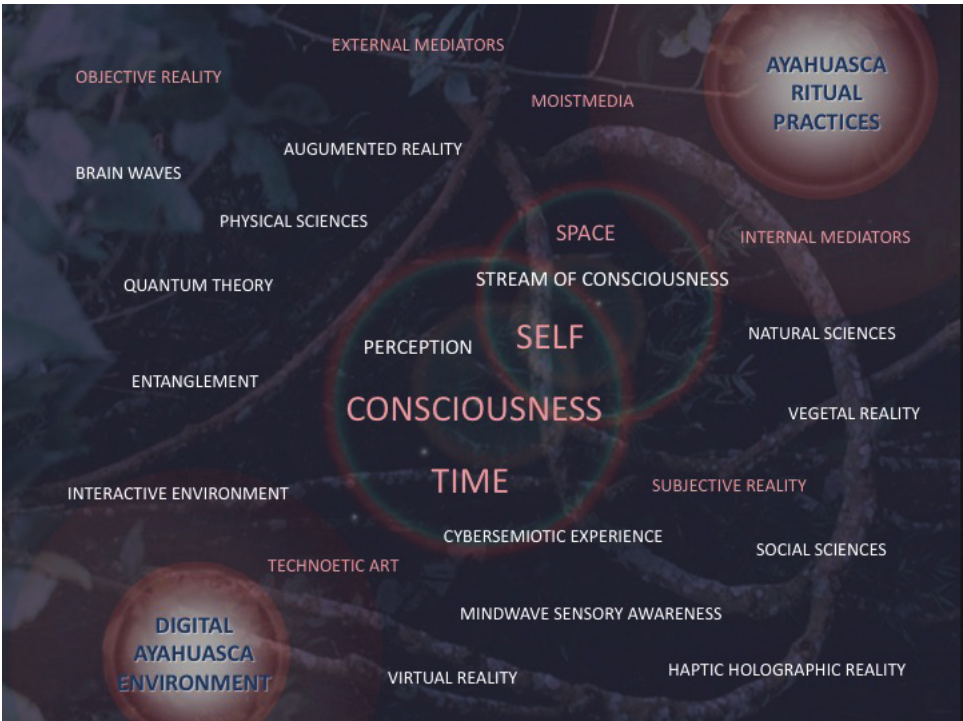 EXTERNAL MEDIATORS
OBJECTIVE REALITY
AYAHUASCA
RITUAL
PRACTICES
MOISTMEDIA
AUGUMENTED REALITY
BRAIN WAVES
PHYSICAL SCIENCES
SPACE
INTERNAL MEDIATORS
STREAM OF CONSCIOUSNESS
QUANTUM THEORY
SELF
NATURAL SCIENCES
PERCEPTION
ENTANGLEMENT
CONSCIOUSNESS
VEGETAL REALITY
TIME
SUBJECTIVE REALITY
INTERACTIVE ENVIRONMENT
CYBERSEMIOTIC EXPERIENCE
SOCIAL SCIENCES
TECHNOETIC ART
MINDWAVE SENSORY AWARENESS
DIGITAL
AYAHUASCA
ENVIRONMENT
VIRTUAL REALITY
HAPTIC HOLOGRAPHIC REALITY